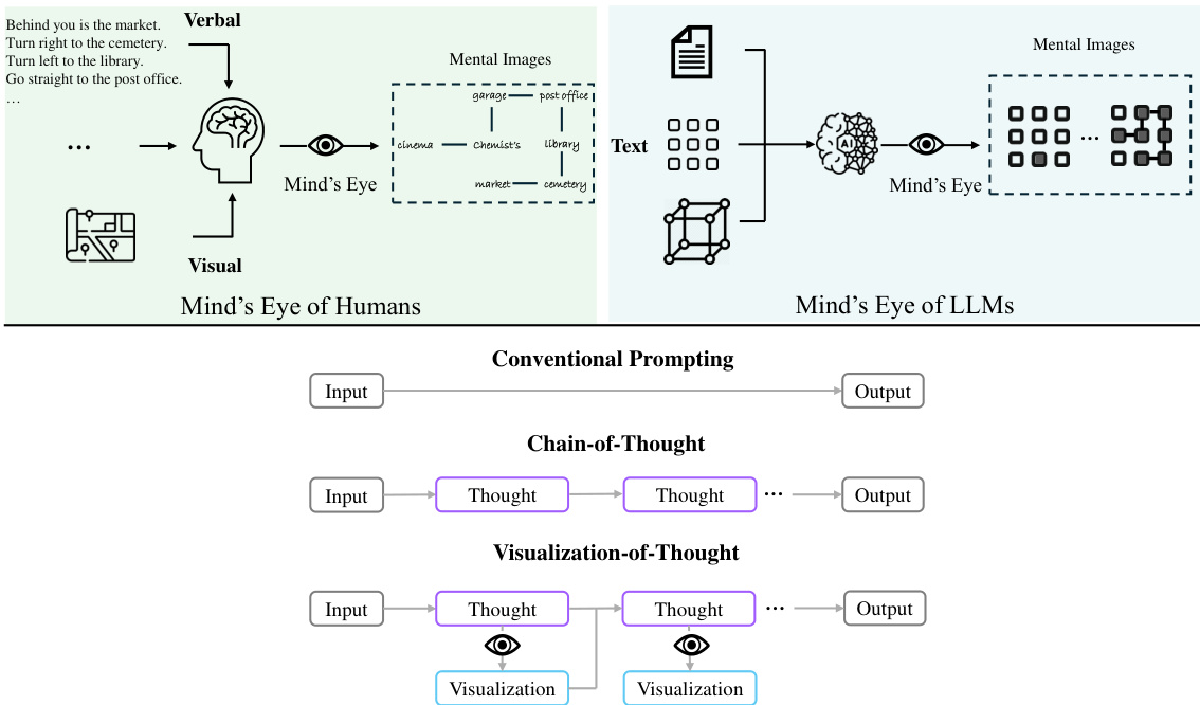 Behind you is the market.
Turn right to the cemetery.
Turn left to the library.
Go straight to the post office.
...
Verbal
...
Visual
Mind's Eye
Mental Images
garage
post office
cinema
Chemist's
library
market
cemetery
Mind's Eye of Humans
Text
AI
Mind's Eye
Mental Images
...
Mind's Eye of LLMs
Conventional Prompting
Input
Output
Chain-of-Thought
Input
Thought
Thought
...
Output
Visualization-of-Thought
Input
Thought
Thought
...
Output
Visualization
Visualization